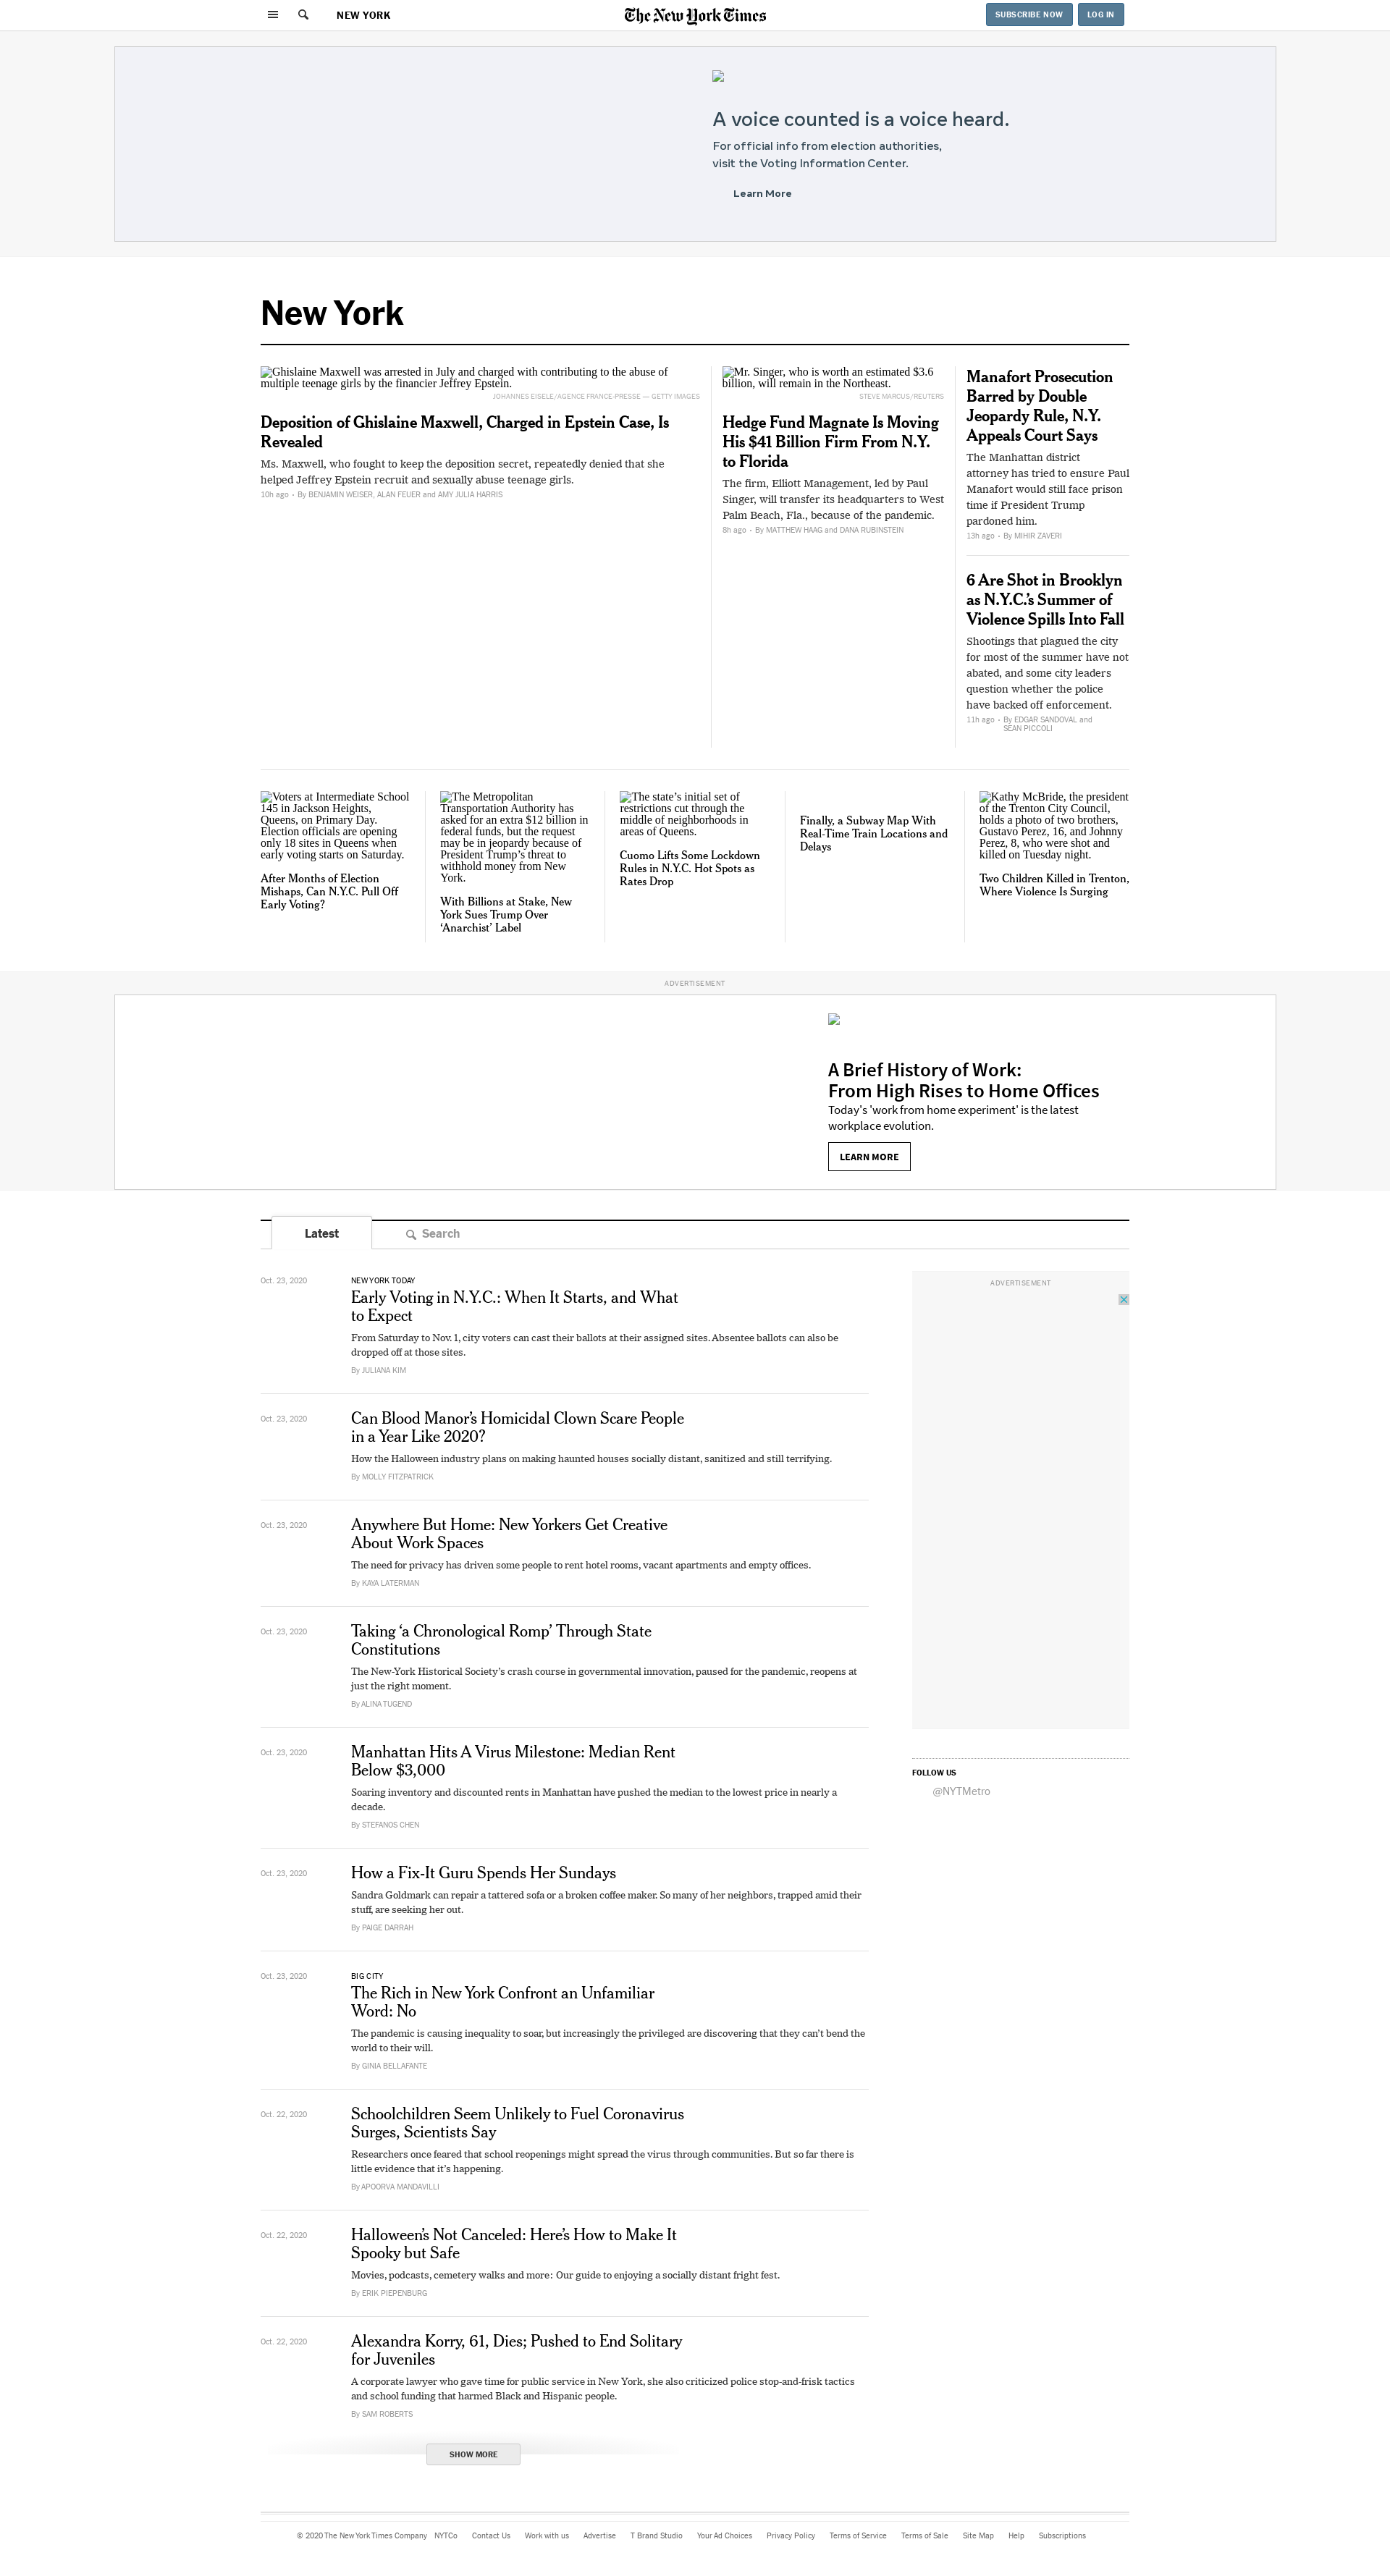 NEW YORK
The New York Times
SUBSCRIBE NOW
LOG IN
A voice counted is a voice heard.
For official info from election authorities,
visit the Voting Information Center.
Learn More
New York
Ghislaine Maxwell was arrested in July and charged with contributing to the abuse of
multiple teenage girls by the financier Jeffrey Epstein.
JOHANNES EISELE/AGENCE FRANCE-PRESSE — GETTY IMAGES
Deposition of Ghislaine Maxwell, Charged in Epstein Case, Is
Revealed
Ms. Maxwell, who fought to keep the deposition secret, repeatedly denied that she
helped Jeffrey Epstein recruit and sexually abuse teenage girls.
10h ago • By BENJAMIN WEISER, ALAN FEUER and AMY JULIA HARRIS
Mr. Singer, who is worth an estimated $3.6
billion, will remain in the Northeast.
STEVE MARCUS/REUTERS
Hedge Fund Magnate Is Moving
His $41 Billion Firm From N.Y.
to Florida
The firm, Elliott Management, led by Paul
Singer, will transfer its headquarters to West
Palm Beach, Fla., because of the pandemic.
8h ago • By MATTHEW HAAG and DANA RUBINSTEIN
Manafort Prosecution
Barred by Double
Jeopardy Rule, N.Y.
Appeals Court Says
The Manhattan district
attorney has tried to ensure Paul
Manafort would still face prison
time if President Trump
pardoned him.
13h ago • By MIHIR ZAVERI
6 Are Shot in Brooklyn
as N.Y.C.’s Summer of
Violence Spills Into Fall
Shootings that plagued the city
for most of the summer have not
abated, and some city leaders
question whether the police
have backed off enforcement.
11h ago • By EDGAR SANDOVAL and
SEAN PICCOLI
Voters at Intermediate School
145 in Jackson Heights,
Queens, on Primary Day.
Election officials are opening
only 18 sites in Queens when
early voting starts on Saturday.
After Months of Election
Mishaps, Can N.Y.C. Pull Off
Early Voting?
The Metropolitan
Transportation Authority has
asked for an extra $12 billion in
federal funds, but the request
may be in jeopardy because of
President Trump’s threat to
withhold money from New
York.
With Billions at Stake, New
York Sues Trump Over
‘Anarchist’ Label
The state’s initial set of
restrictions cut through the
middle of neighborhoods in
areas of Queens.
Cuomo Lifts Some Lockdown
Rules in N.Y.C. Hot Spots as
Rates Drop
Finally, a Subway Map With
Real-Time Train Locations and
Delays
Kathy McBride, the president
of the Trenton City Council,
holds a photo of two brothers,
Gustavo Perez, 16, and Johnny
Perez, 8, who were shot and
killed on Tuesday night.
Two Children Killed in Trenton,
Where Violence Is Surging
ADVERTISEMENT
A Brief History of Work:
From High Rises to Home Offices
Today's 'work from home experiment' is the latest
workplace evolution.
LEARN MORE
Latest
Search
Oct. 23, 2020
NEW YORK TODAY
Early Voting in N.Y.C.: When It Starts, and What
to Expect
From Saturday to Nov. 1, city voters can cast their ballots at their assigned sites. Absentee ballots can also be
dropped off at those sites.
By JULIANA KIM
ADVERTISEMENT
Oct. 23, 2020
Can Blood Manor’s Homicidal Clown Scare People
in a Year Like 2020?
How the Halloween industry plans on making haunted houses socially distant, sanitized and still terrifying.
By MOLLY FITZPATRICK
Oct. 23, 2020
Anywhere But Home: New Yorkers Get Creative
About Work Spaces
The need for privacy has driven some people to rent hotel rooms, vacant apartments and empty offices.
By KAYA LATERMAN
Oct. 23, 2020
Taking ‘a Chronological Romp’ Through State
Constitutions
The New-York Historical Society’s crash course in governmental innovation, paused for the pandemic, reopens at
just the right moment.
By ALINA TUGEND
Oct. 23, 2020
Manhattan Hits A Virus Milestone: Median Rent
Below $3,000
Soaring inventory and discounted rents in Manhattan have pushed the median to the lowest price in nearly a
decade.
By STEFANOS CHEN
FOLLOW US
@NYTMetro
Oct. 23, 2020
How a Fix-It Guru Spends Her Sundays
Sandra Goldmark can repair a tattered sofa or a broken coffee maker. So many of her neighbors, trapped amid their
stuff, are seeking her out.
By PAIGE DARRAH
Oct. 23, 2020
BIG CITY
The Rich in New York Confront an Unfamiliar
Word: No
The pandemic is causing inequality to soar, but increasingly the privileged are discovering that they can’t bend the
world to their will.
By GINIA BELLAFANTE
Oct. 22, 2020
Schoolchildren Seem Unlikely to Fuel Coronavirus
Surges, Scientists Say
Researchers once feared that school reopenings might spread the virus through communities. But so far there is
little evidence that it’s happening.
By APOORVA MANDAVILLI
Oct. 22, 2020
Halloween’s Not Canceled: Here’s How to Make It
Spooky but Safe
Movies, podcasts, cemetery walks and more: Our guide to enjoying a socially distant fright fest.
By ERIK PIEPENBURG
Oct. 22, 2020
Alexandra Korry, 61, Dies; Pushed to End Solitary
for Juveniles
A corporate lawyer who gave time for public service in New York, she also criticized police stop-and-frisk tactics
and school funding that harmed Black and Hispanic people.
By SAM ROBERTS
SHOW MORE
© 2020 The New York Times Company NYTCo Contact Us Work with us Advertise T Brand Studio Your Ad Choices Privacy Policy Terms of Service Terms of Sale Site Map Help Subscriptions